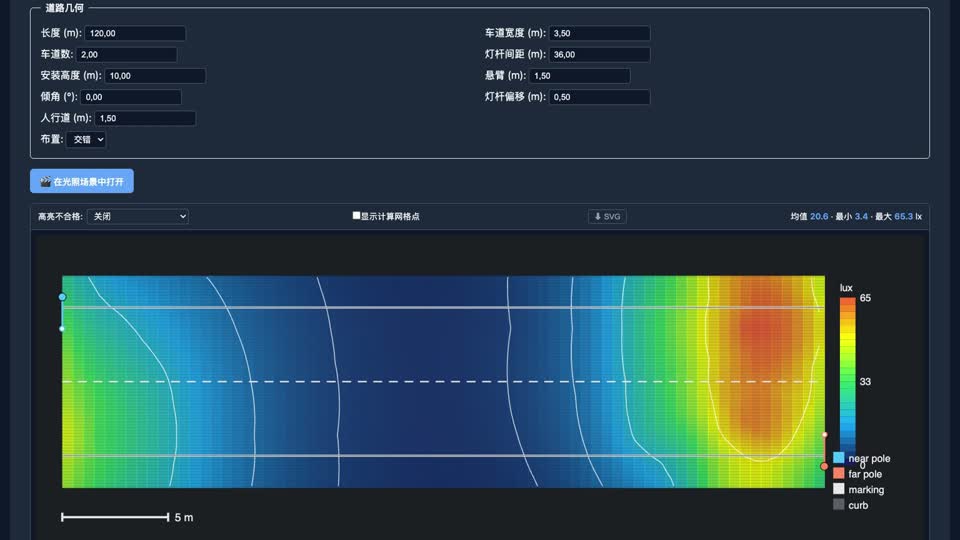 道路几何
长度 (m): 120,00
车道宽度 (m): 3,50
车道数: 2,00
灯杆间距 (m): 36,00
安装高度 (m): 10,00
悬臂 (m): 1,50
倾角 (°): 0,00
灯杆偏移 (m): 0,50
人行道 (m): 1,50
布置: 交错
🎬 在光照场景中打开
高亮不合格: 关闭
显示计算网格点
⬇ SVG
均值 20.6 · 最小 3.4 · 最大 65.3 lx
lux
65
33
0
near pole
far pole
marking
curb
5 m